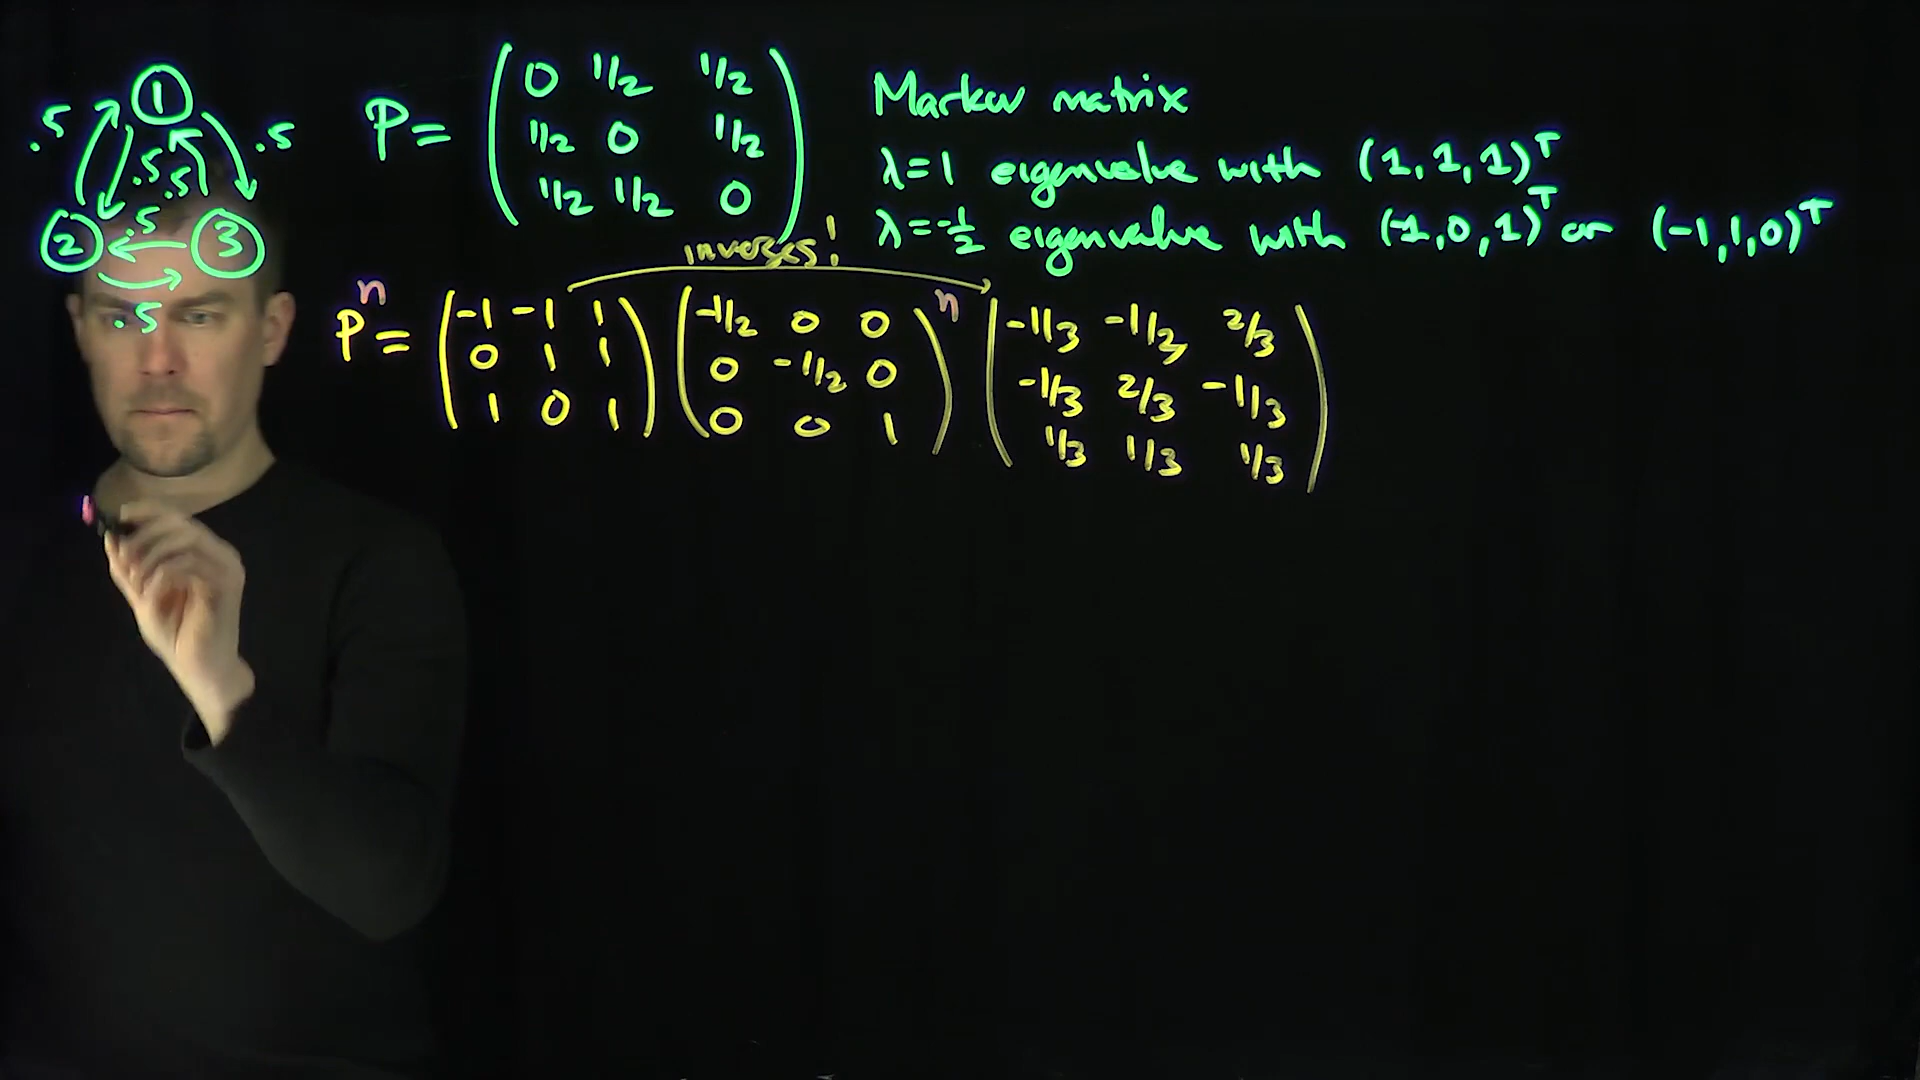 1
.5 .5
.5 .5
2 .5 3
.5
P = ( 0 1/2 1/2
1/2 0 1/2
1/2 1/2 0 )
Markov matrix
λ=1 eigenvalue with (1,1,1)ᵀ
λ=-1/2 eigenvalue with (-1,0,1)ᵀ or (-1,1,0)ᵀ
inverses!
Pⁿ = ( -1 -1 1 ) ( -1/2 0 0 )ⁿ ( -1/3 -1/2 2/3 )
( 0 1 1 ) ( 0 -1/2 0 ) ( -1/3 2/3 -1/3 )
( 1 0 1 ) ( 0 0 1 ) ( 1/3 1/3 1/3 )